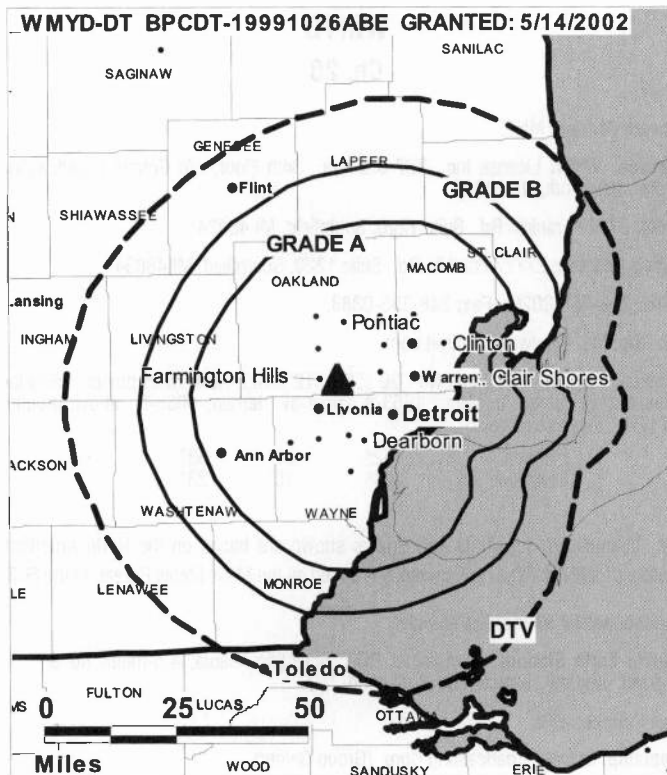 WMYD-DT BPCDT-19991026ABE GRANTED: 5/14/2002
SANILAC
SAGINAW
GENESEE
LAPEER
Flint
GRADE B
SHIAWASSEE
GRADE A
ST. CLAIR
MACOMB
OAKLAND
ansing
Pontiac
INGHAM
LIVINGSTON
Clinton
Farmington Hills
Warren
. Clair Shores
Livonia
Detroit
Dearborn
Ann Arbor
ACKSON
WASHTENAW
WAYNE
MONROE
LE
LENAWEE
DTV
Toledo
FULTON
LUCAS
OTTA
MS
0 25 50
Miles
WOOD
SANDUSKY
ERIE